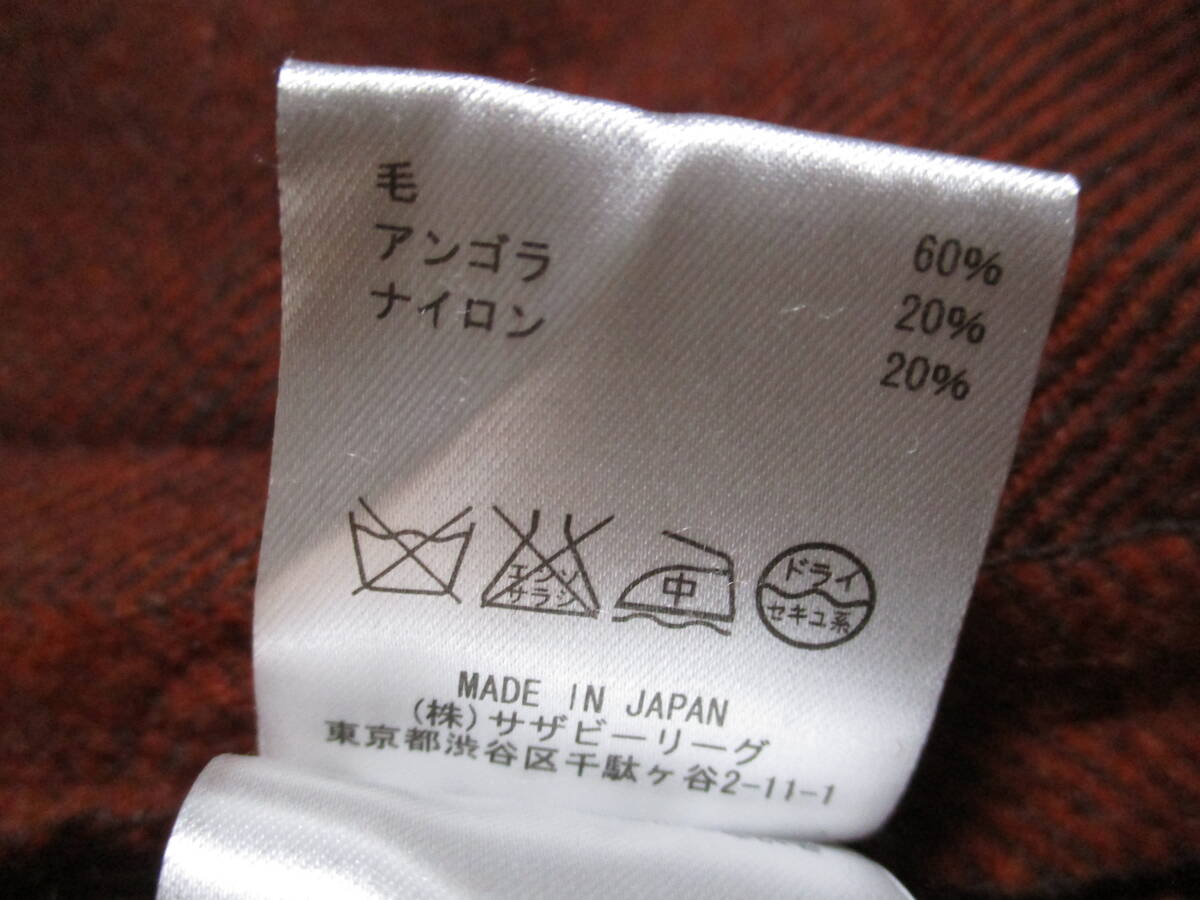 毛 60%
アンゴラ 20%
ナイロン 20%
エンソ
サラシ
中
ドライ
セキユ系
MADE IN JAPAN
(株)サザビーリーグ
東京都渋谷区千駄ヶ谷2-11-1